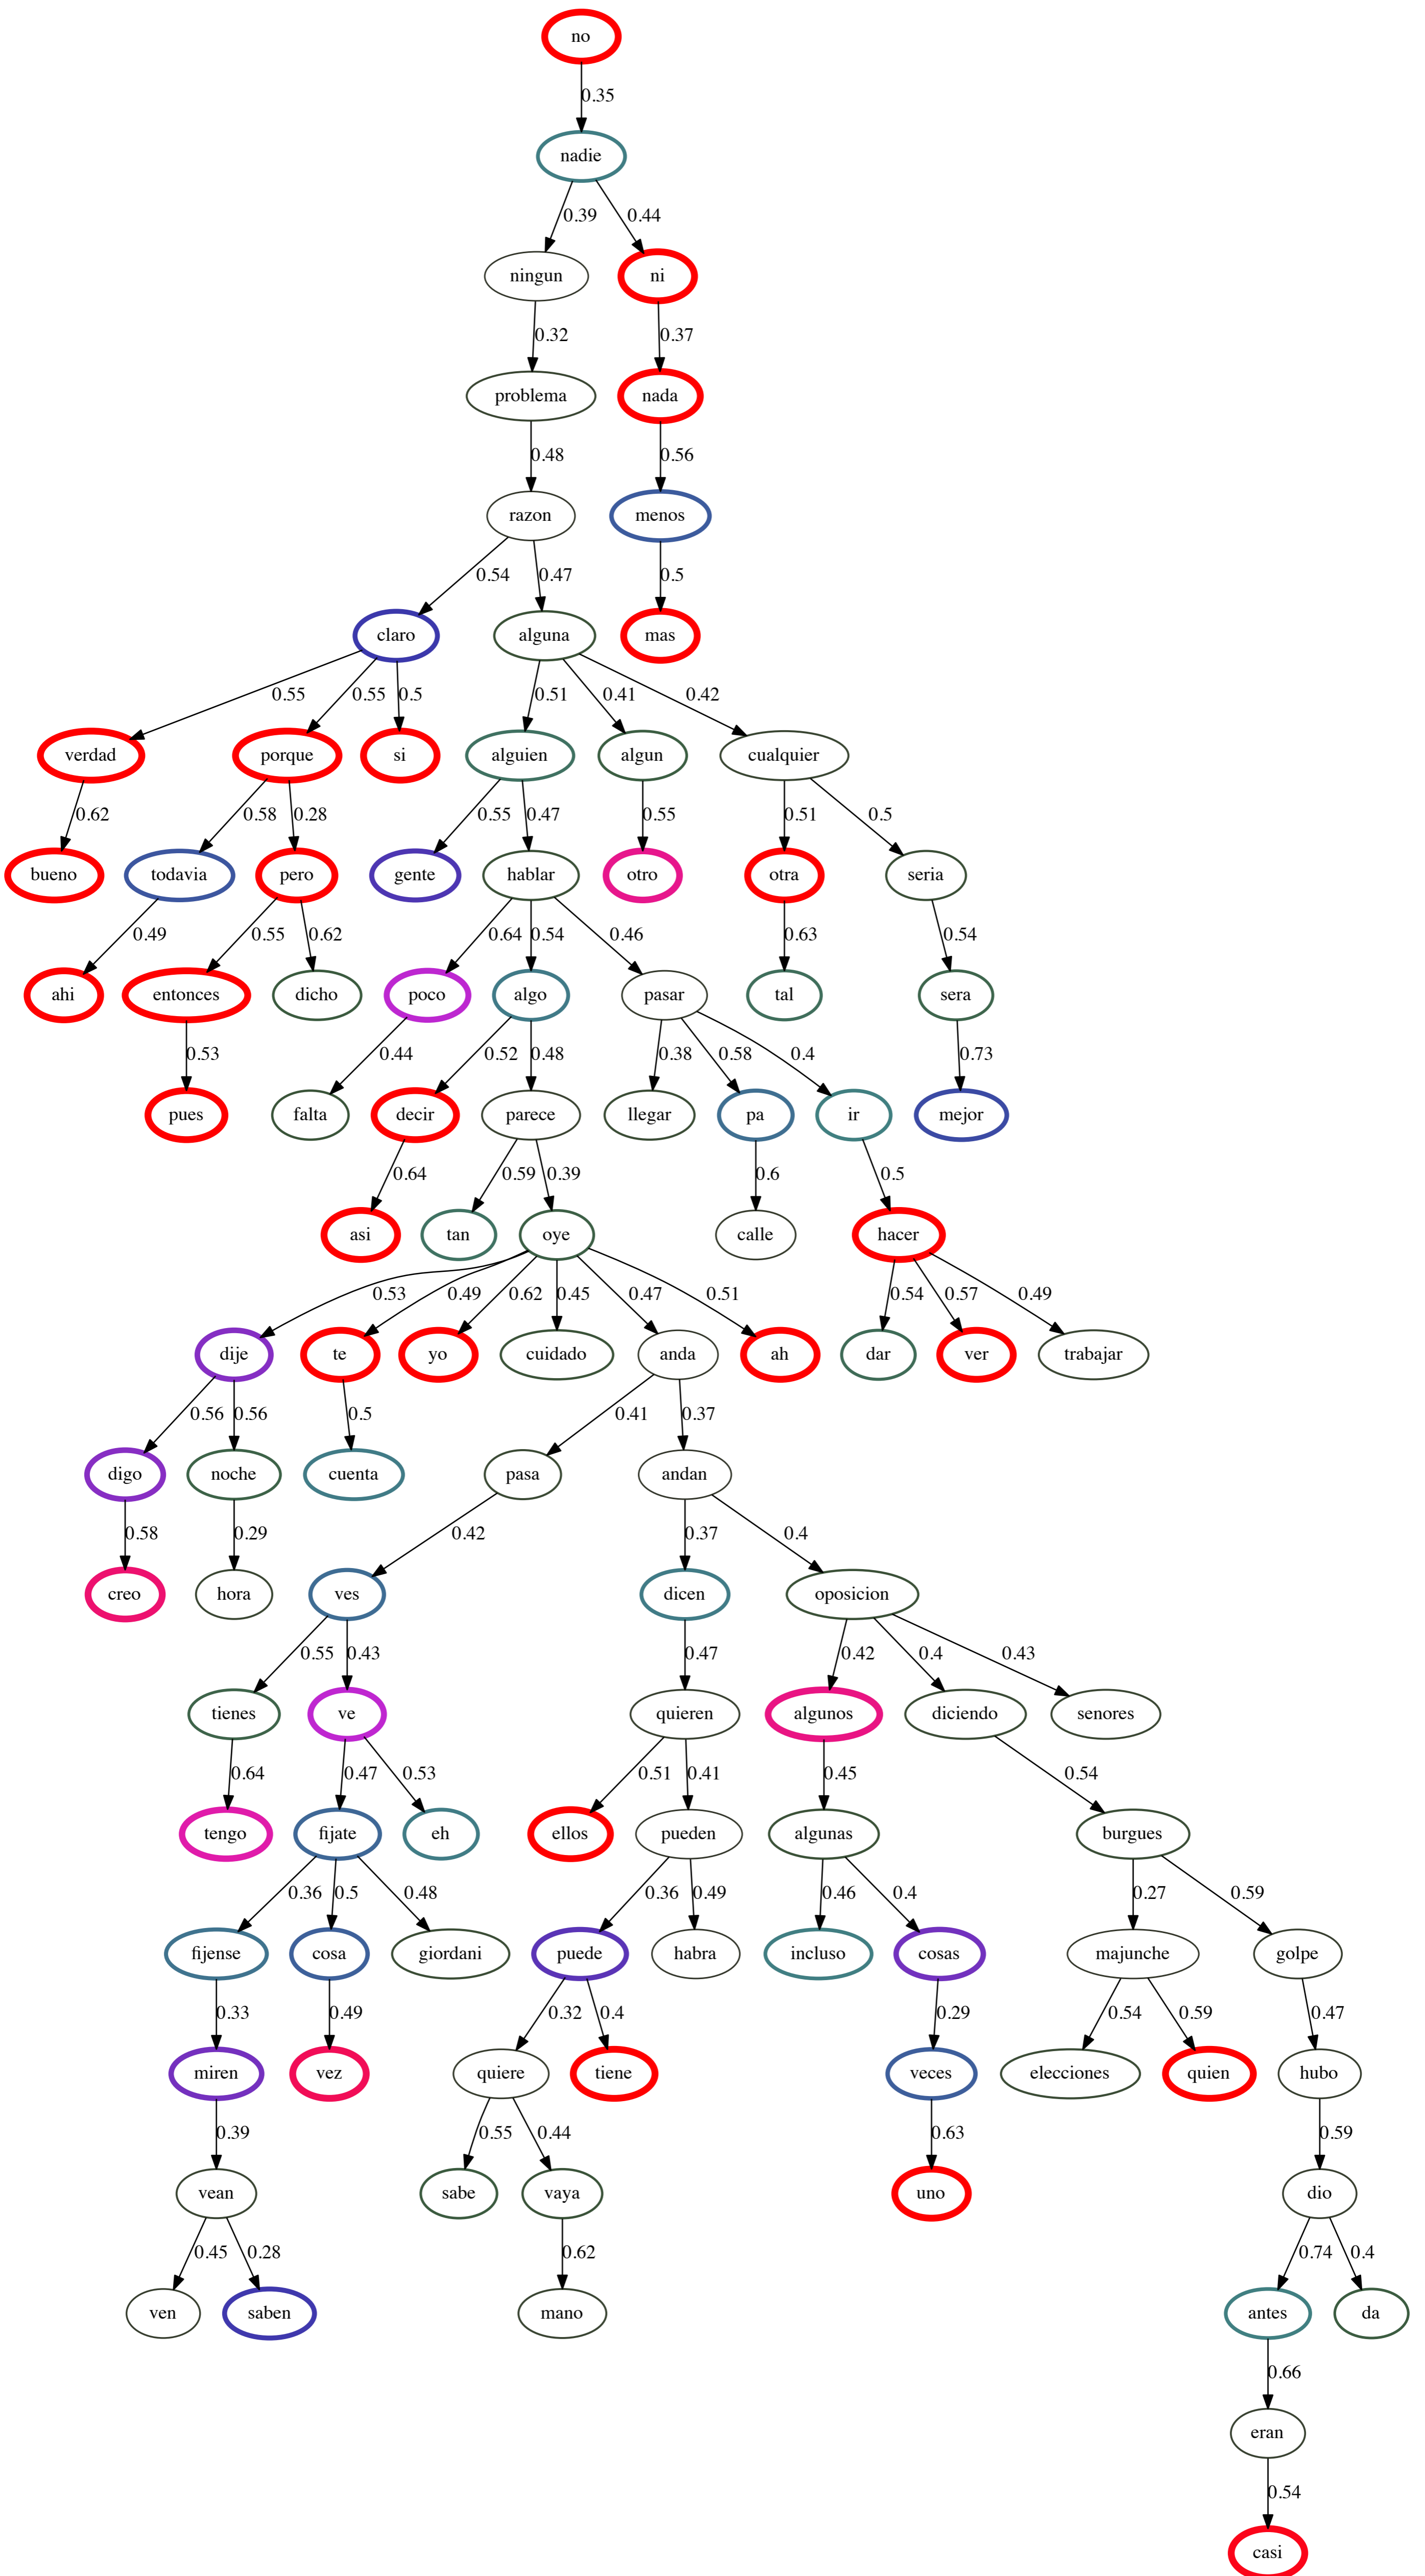 no
0.35
nadie
0.39 0.44
ningun ni
0.32 0.37
problema nada
0.48 0.56
razon menos
0.54 0.47 0.5
claro alguna mas
0.55 0.55 0.5 0.51 0.41 0.42
verdad porque si alguien algun cualquier
0.62 0.58 0.28 0.55 0.47 0.55 0.51 0.5
bueno todavia pero gente hablar otro otra seria
0.49 0.55 0.62 0.64 0.54 0.46 0.63 0.54
ahi entonces dicho poco algo pasar tal sera
0.53 0.44 0.52 0.48 0.38 0.58 0.4 0.73
pues falta decir parece llegar pa ir mejor
0.64 0.59 0.39 0.6 0.5
asi tan oye calle hacer
0.53 0.49 0.62 0.45 0.47 0.51 0.54 0.57 0.49
dije te yo cuidado anda ah dar ver trabajar
0.56 0.56 0.5 0.41 0.37
digo noche cuenta pasa andan
0.58 0.29 0.42 0.37 0.4
creo hora ves dicen oposicion
0.55 0.43 0.47 0.42 0.4 0.43
tienes ve quieren algunos diciendo senores
0.64 0.47 0.53 0.51 0.41 0.45 0.54
tengo fijate eh ellos pueden algunas burgues
0.36 0.5 0.48 0.36 0.49 0.46 0.4 0.27 0.59
fijense cosa giordani puede habra incluso cosas majunche golpe
0.33 0.49 0.32 0.4 0.29 0.54 0.59 0.47
miren vez quiere tiene veces elecciones quien hubo
0.39 0.55 0.44 0.63 0.59
vean sabe vaya uno dio
0.45 0.28 0.62 0.74 0.4
ven saben mano antes da
0.66
eran
0.54
casi